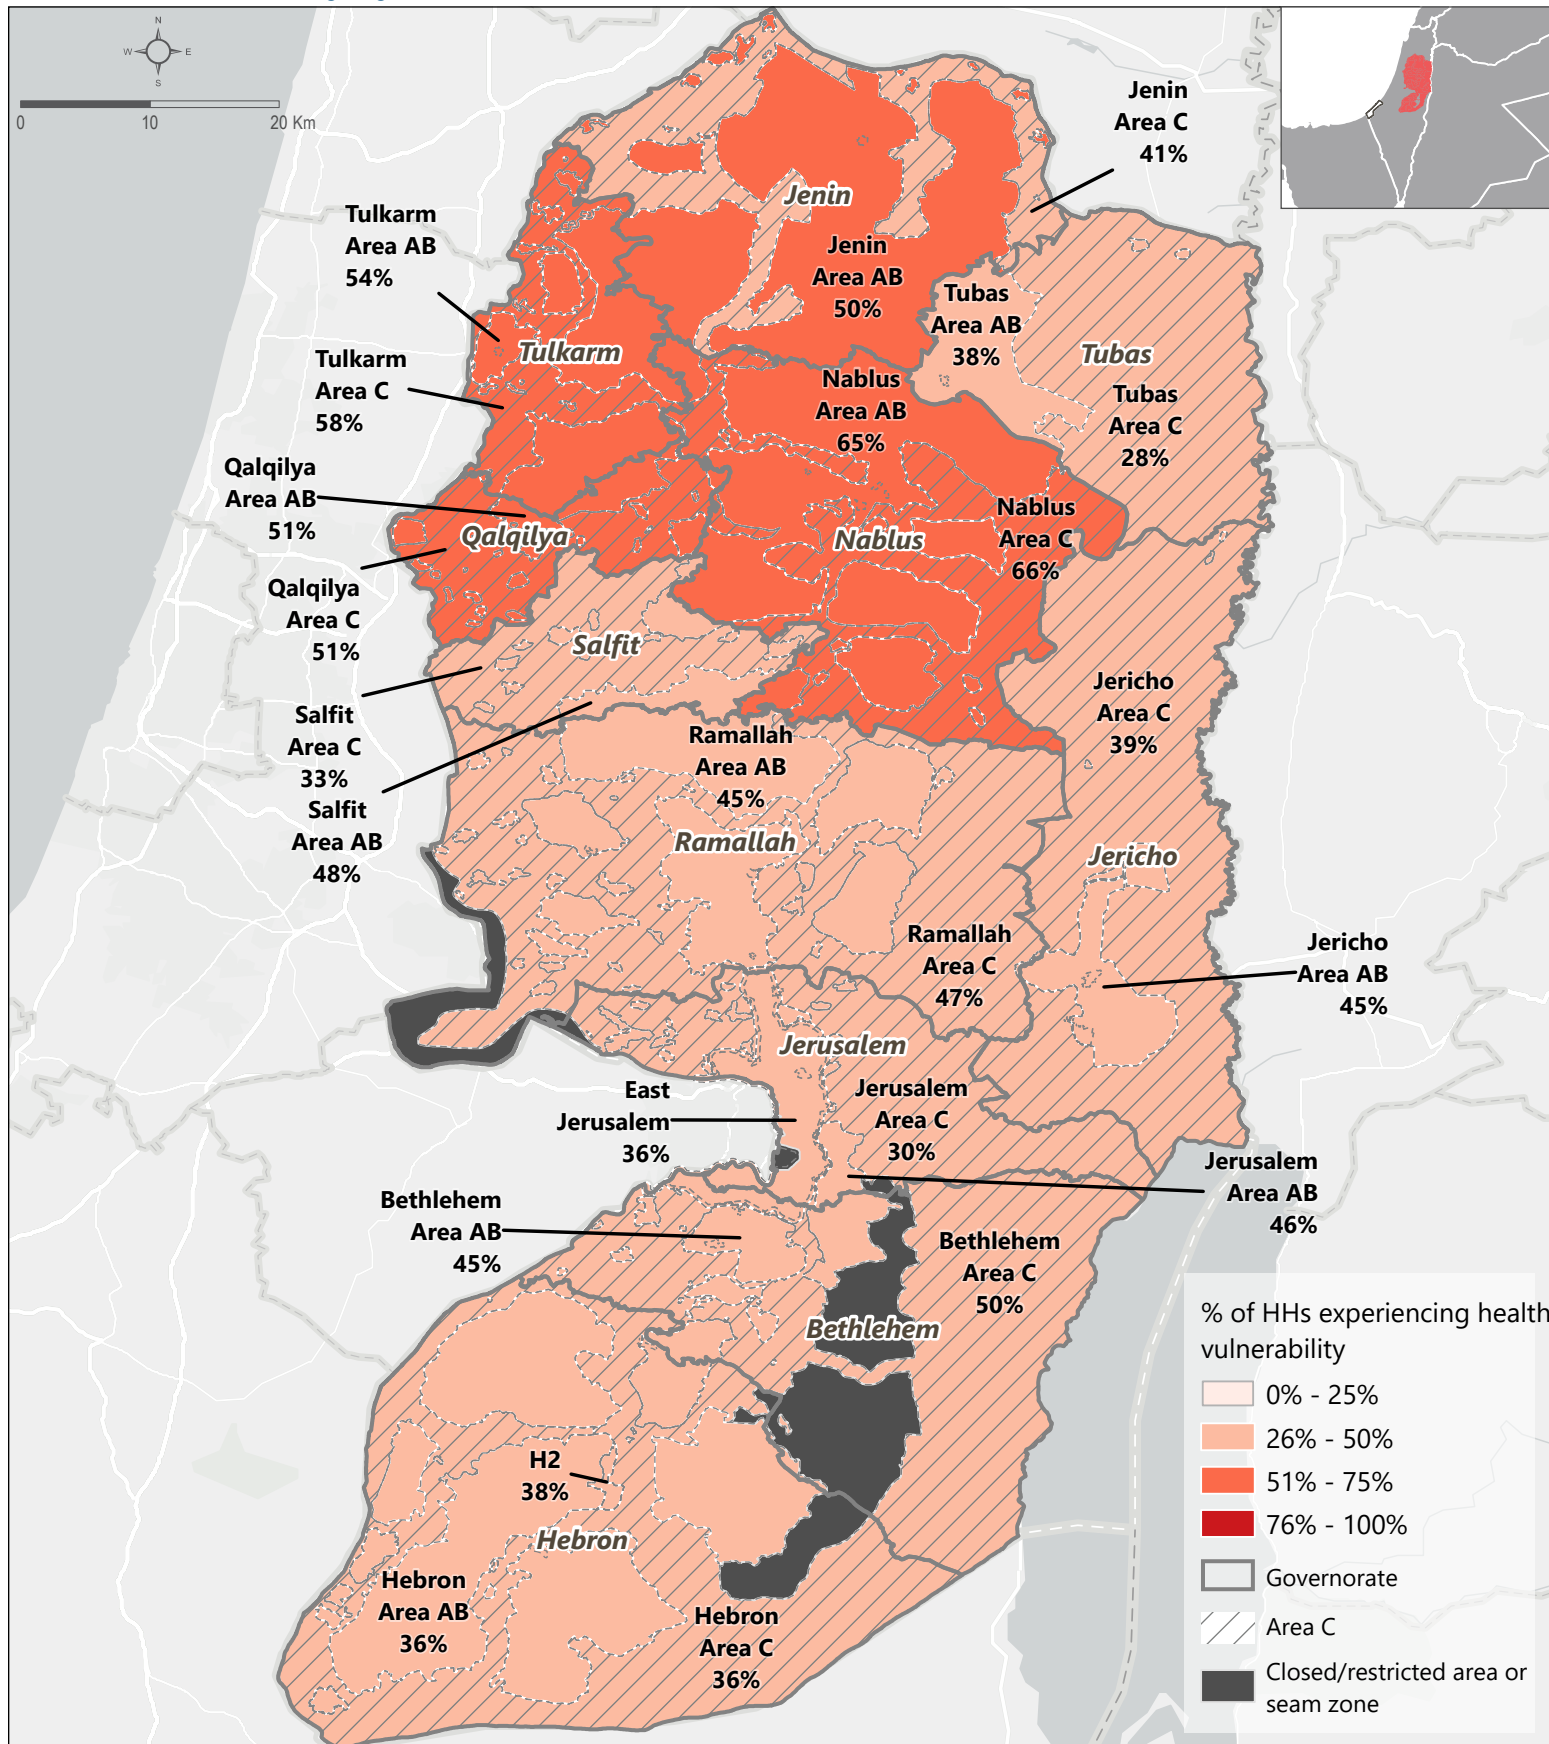 N
W
E
S
0
10
20 Km
Jenin
Area C
41%
Tulkarm
Area AB
54%
Jenin
Jenin
Area AB
50%
Tubas
Area AB
38%
Tulkarm
Tulkarm
Area C
58%
Tubas
Nablus
Area AB
65%
Tubas
Area C
28%
Qalqilya
Area AB
51%
Qalqilya
Nablus
Nablus
Area C
66%
Qalqilya
Area C
51%
Salfit
Jericho
Area C
39%
Salfit
Area C
33%
Ramallah
Area AB
45%
Salfit
Area AB
48%
Ramallah
Jericho
Ramallah
Area C
47%
Jericho
Area AB
45%
Jerusalem
East
Jerusalem
36%
Jerusalem
Area C
30%
Jerusalem
Area AB
46%
Bethlehem
Area AB
45%
Bethlehem
Area C
50%
Bethlehem
H2
38%
Hebron
Hebron
Area AB
36%
Hebron
Area C
36%
% of HHs experiencing health
vulnerability
0% - 25%
26% - 50%
51% - 75%
76% - 100%
Governorate
Area C
Closed/restricted area or
seam zone